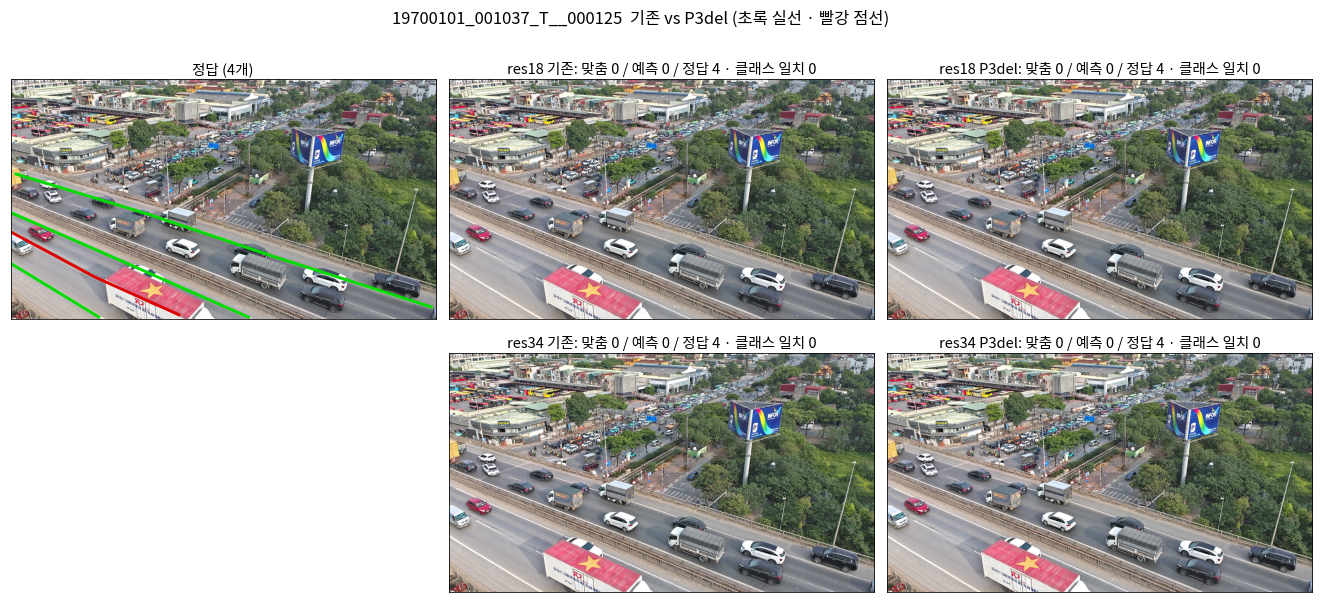 19700101_001037_T__000125 기존 vs P3del (초록 실선 · 빨강 점선)
정답 (4개)
res18 기존: 맞춤 0 / 예측 0 / 정답 4 · 클래스 일치 0
res18 P3del: 맞춤 0 / 예측 0 / 정답 4 · 클래스 일치 0
res34 기존: 맞춤 0 / 예측 0 / 정답 4 · 클래스 일치 0
res34 P3del: 맞춤 0 / 예측 0 / 정답 4 · 클래스 일치 0